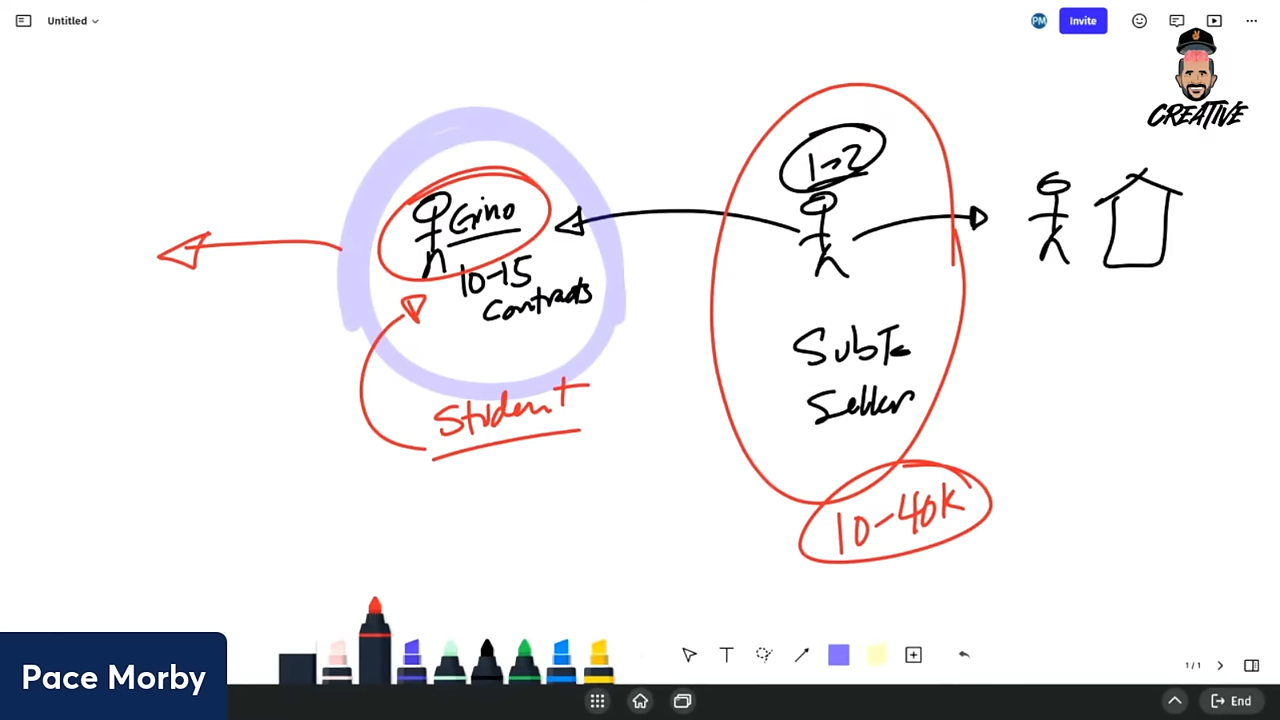 Untitled
PM
Invite
CREATIVE
1-2
Gino
10-15
Contracts
SubTo
Seller
Student
10-40K
T
1/1
Pace Morby
End